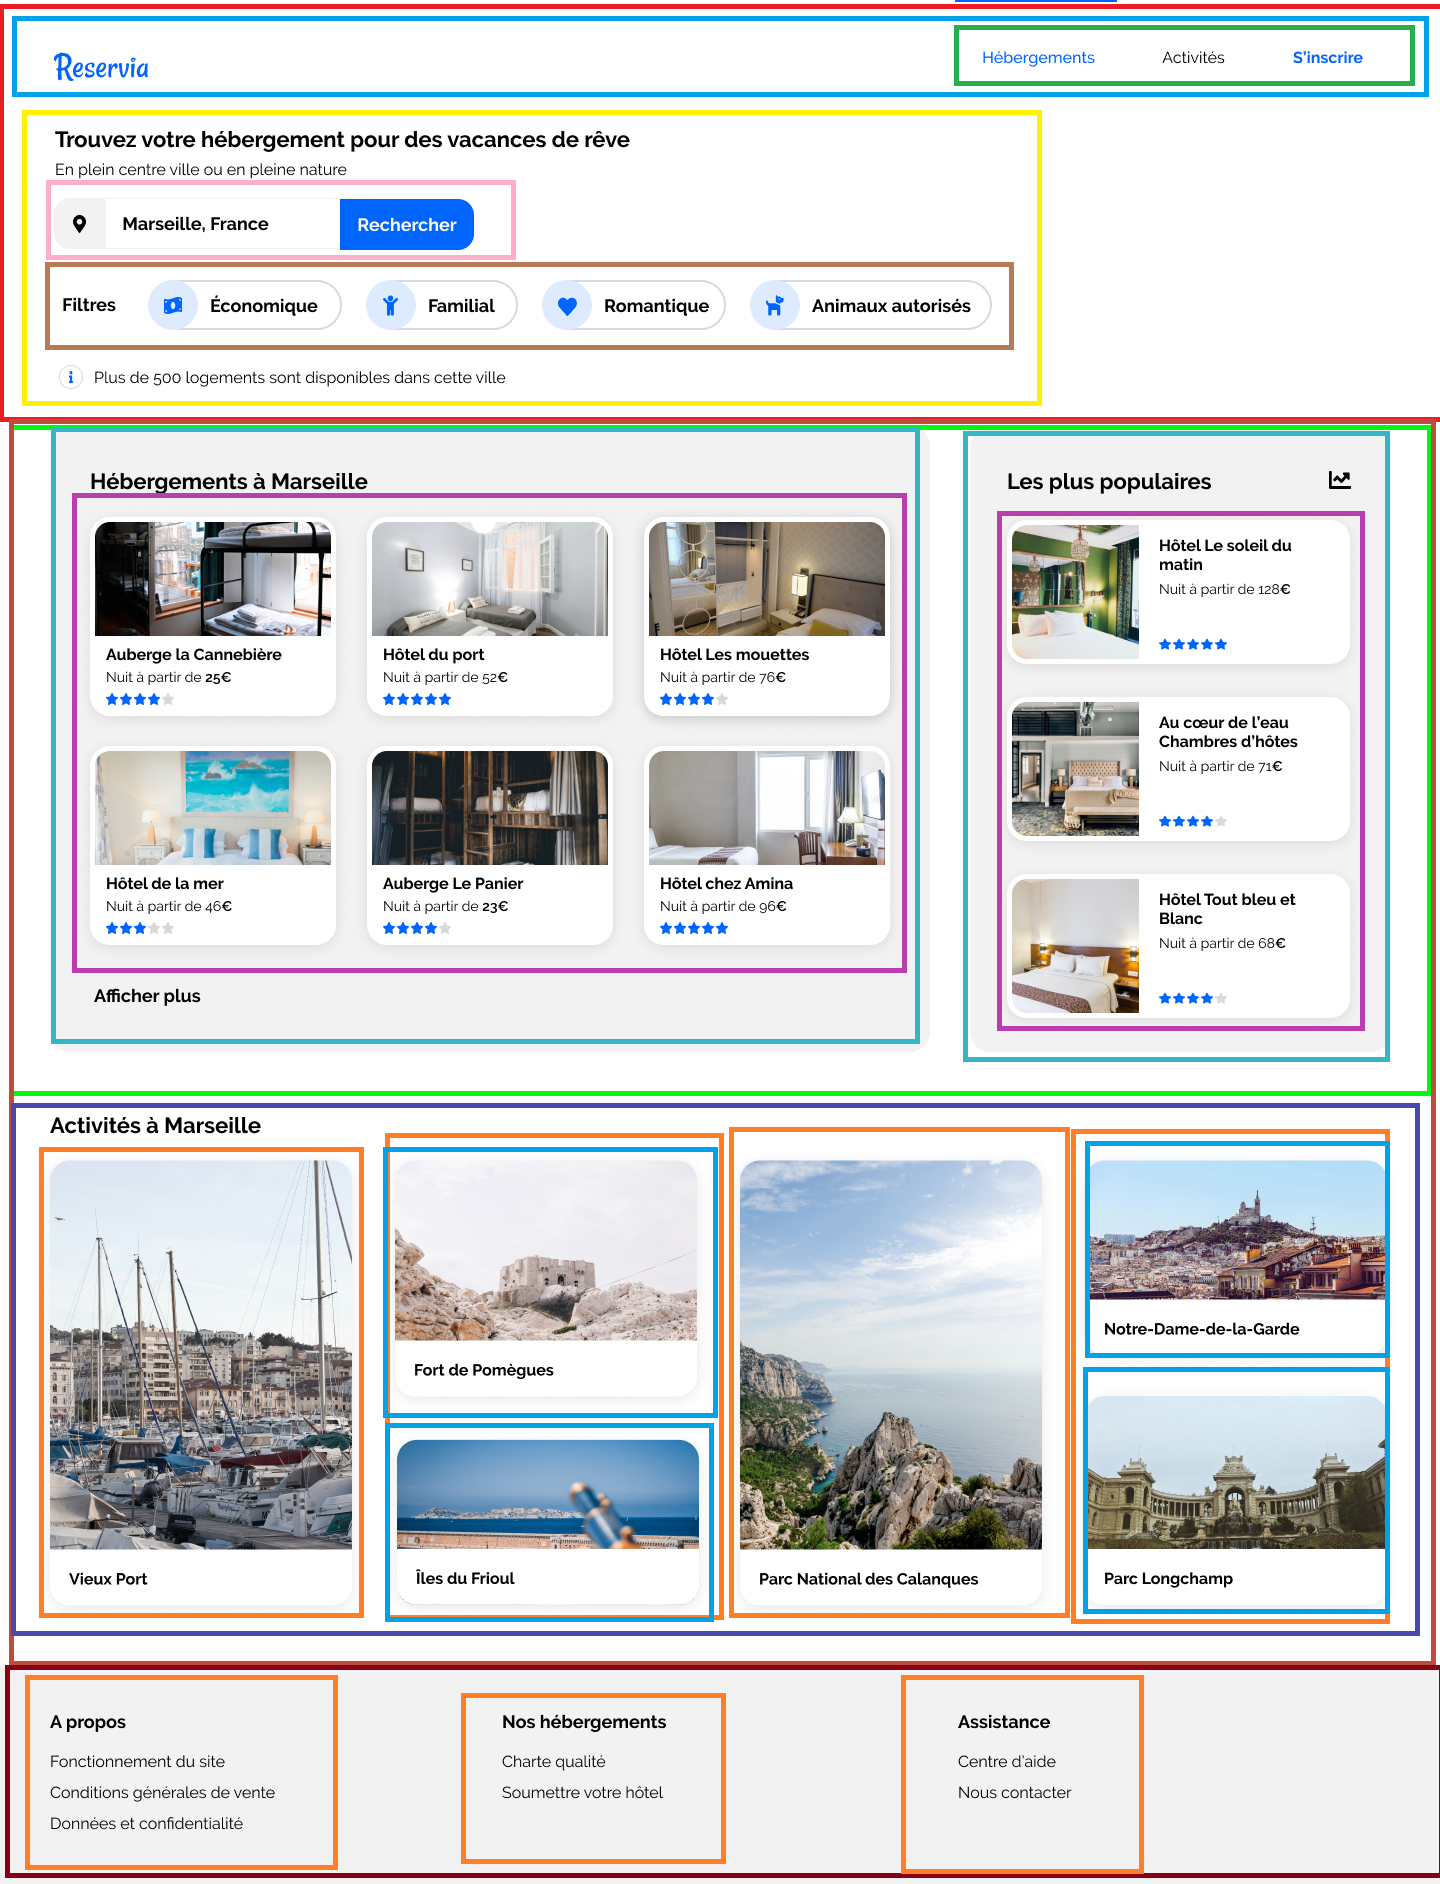 Reservia
Hébergements
Activités
S'inscrire
Trouvez votre hébergement pour des vacances de rêve
En plein centre ville ou en pleine nature
Marseille, France
Rechercher
Filtres
Économique
Familial
Romantique
Animaux autorisés
Plus de 500 logements sont disponibles dans cette ville
Hébergements à Marseille
Auberge la Cannebière
Nuit à partir de 25€
Hôtel du port
Nuit à partir de 52€
Hôtel Les mouettes
Nuit à partir de 76€
Hôtel de la mer
Nuit à partir de 46€
Auberge Le Panier
Nuit à partir de 23€
Hôtel chez Amina
Nuit à partir de 96€
Afficher plus
Les plus populaires
Hôtel Le soleil du
matin
Nuit à partir de 128€
Au cœur de l'eau
Chambres d'hôtes
Nuit à partir de 71€
Hôtel Tout bleu et
Blanc
Nuit à partir de 68€
Activités à Marseille
Vieux Port
Fort de Pomègues
Îles du Frioul
Parc National des Calanques
Notre-Dame-de-la-Garde
Parc Longchamp
A propos
Fonctionnement du site
Conditions générales de vente
Données et confidentialité
Nos hébergements
Charte qualité
Soumettre votre hôtel
Assistance
Centre d'aide
Nous contacter